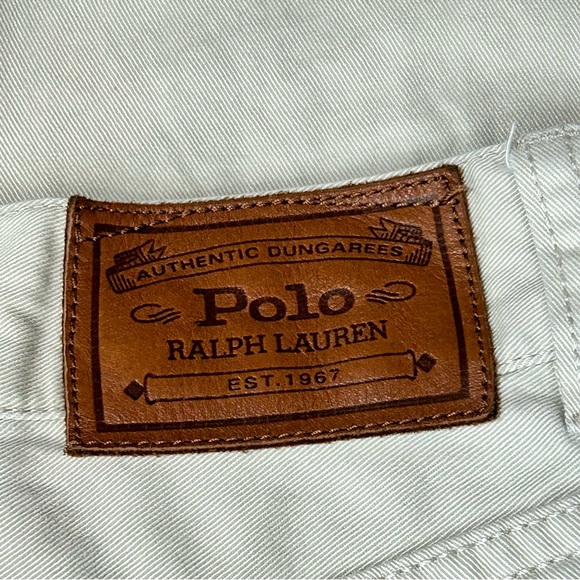 AUTHENTIC DUNGAREES
Polo
RALPH LAUREN
EST. 1967